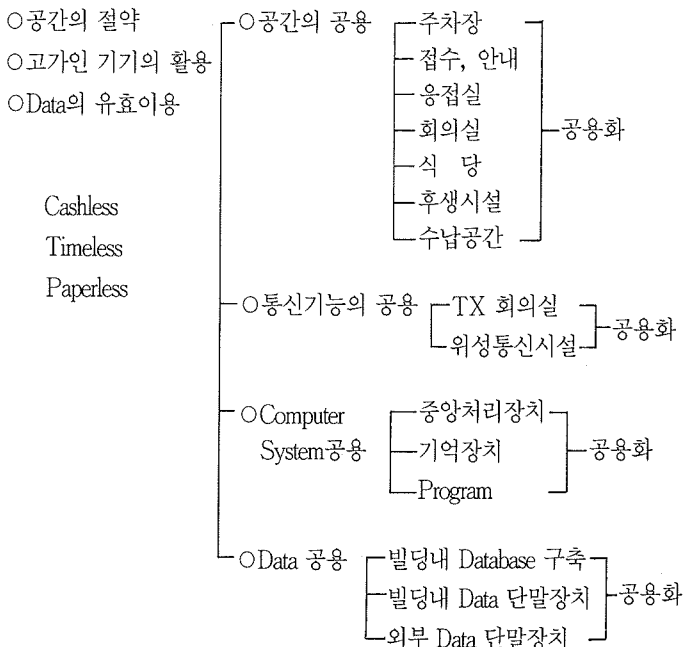 ○공간의 절약
○고가인 기기의 활용
○Data의 유효이용
Cashless
Timeless
Paperless
○공간의 공용
주차장
접수, 안내
응접실
회의실
식 당
후생시설
수납공간
공용화
○통신기능의 공용
TX 회의실
위성통신시설
공용화
○Computer
System공용
중앙처리장치
기억장치
Program
공용화
○Data 공용
빌딩내 Database 구축
빌딩내 Data 단말장치
외부 Data 단말장치
공용화